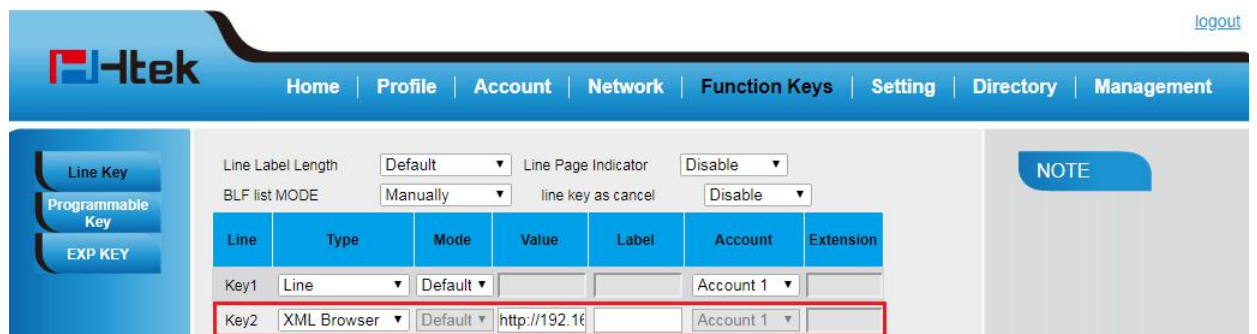 logout
Htek
Home | Profile | Account | Network | Function Keys | Setting | Directory | Management
Line Key
Programmable Key
EXP KEY
Line Label Length Default Line Page Indicator Disable
BLF list MODE Manually line key as cancel Disable
NOTE
Line Type Mode Value Label Account Extension
Key1 Line Default Account 1
Key2 XML Browser Default http://192.16 Account 1